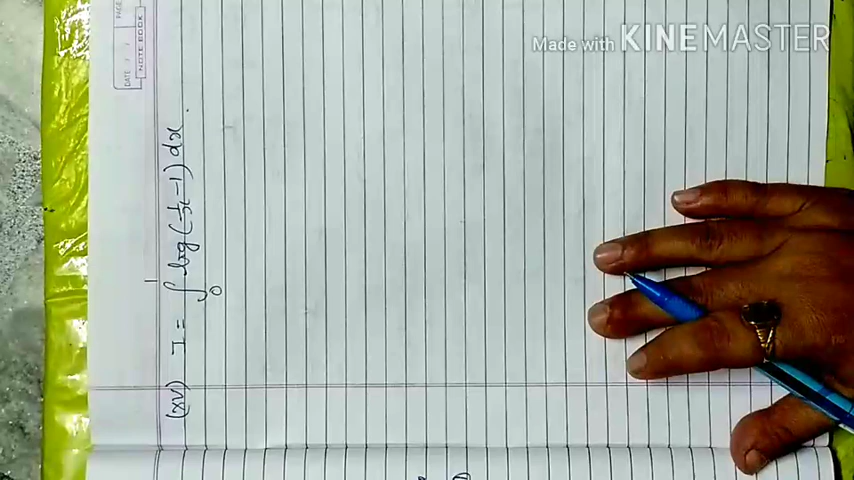 Made with KINEMASTER
PAGE
DATE / /
NOTE BOOK
(XV) I = ∫₀¹ log (1/x - 1) dx.